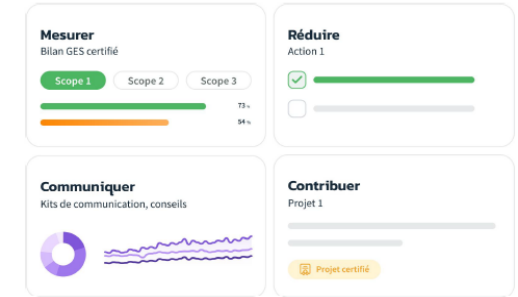 Mesurer
Bilan GES certifié
Scope 1
Scope 2
Scope 3
73 %
54 %
Réduire
Action 1
Communiquer
Kits de communication, conseils
Contribuer
Projet 1
Projet certifié